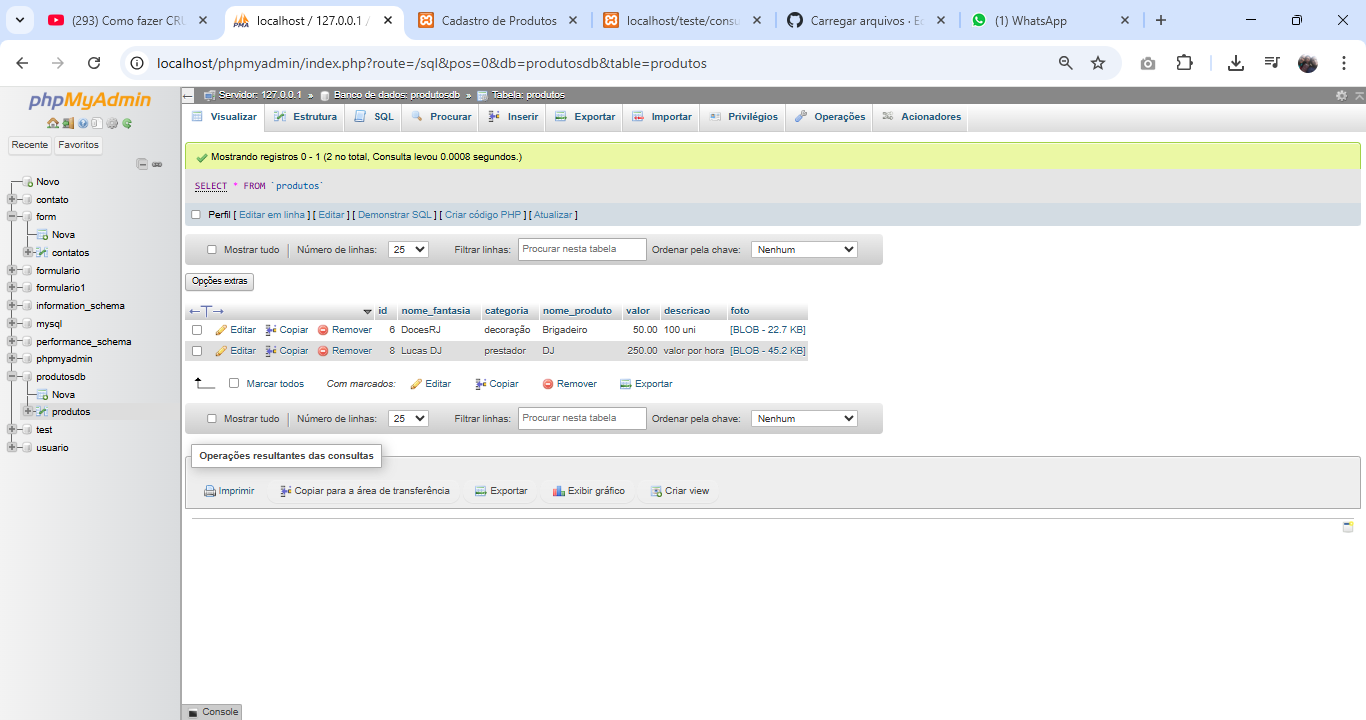 (293) Como fazer CRU
localhost / 127.0.0.1 /
Cadastro de Produtos
localhost/teste/consu
Carregar arquivos · Ec
(1) WhatsApp
localhost/phpmyadmin/index.php?route=/sql&pos=0&db=produtosdb&table=produtos
phpMyAdmin
Recente Favoritos
Novo
contato
form
Nova
contatos
formulario
formulario1
information_schema
mysql
performance_schema
phpmyadmin
produtosdb
Nova
produtos
test
usuario
Servidor: 127.0.0.1 » Banco de dados: produtosdb » Tabela: produtos
Visualizar Estrutura SQL Procurar Inserir Exportar Importar Privilégios Operações Acionadores
Mostrando registros 0 - 1 (2 no total, Consulta levou 0.0008 segundos.)
SELECT * FROM `produtos`
Perfil [ Editar em linha ] [ Editar ] [ Demonstrar SQL ] [ Criar código PHP ] [ Atualizar ]
Mostrar tudo Número de linhas: 25 Filtrar linhas: Procurar nesta tabela Ordenar pela chave: Nenhum
Opções extras
←T→ id nome_fantasia categoria nome_produto valor descricao foto
Editar Copiar Remover 6 DocesRJ decoração Brigadeiro 50.00 100 uni [BLOB - 22.7 KB]
Editar Copiar Remover 8 Lucas DJ prestador DJ 250.00 valor por hora [BLOB - 45.2 KB]
Marcar todos Com marcados: Editar Copiar Remover Exportar
Mostrar tudo Número de linhas: 25 Filtrar linhas: Procurar nesta tabela Ordenar pela chave: Nenhum
Operações resultantes das consultas
Imprimir Copiar para a área de transferência Exportar Exibir gráfico Criar view
Console